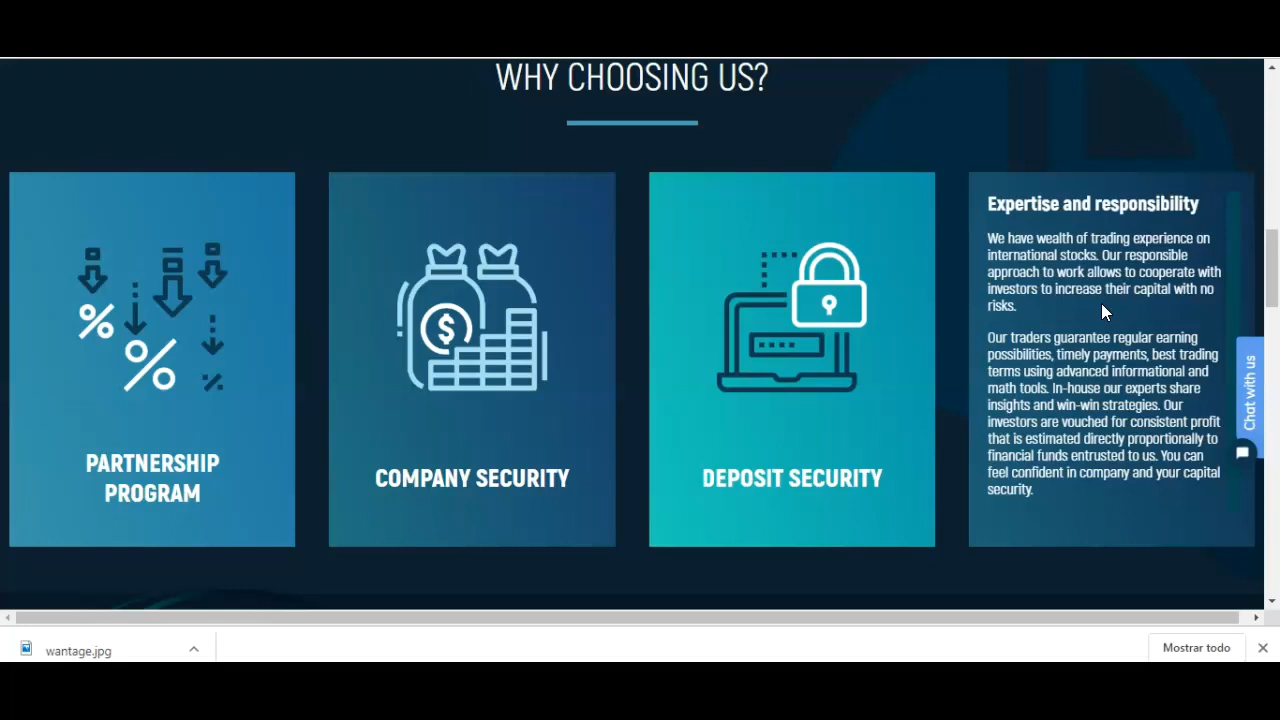 WHY CHOOSING US?
PARTNERSHIP
PROGRAM
COMPANY SECURITY
DEPOSIT SECURITY
Expertise and responsibility
We have wealth of trading experience on
international stocks. Our responsible
approach to work allows to cooperate with
investors to increase their capital with no
risks.
Our traders guarantee regular earning
possibilities, timely payments, best trading
terms using advanced informational and
math tools. In-house our experts share
insights and win-win strategies. Our
investors are vouched for consistent profit
that is estimated directly proportionally to
financial funds entrusted to us. You can
feel confident in company and your capital
security.
Chat with us
wantage.jpg
Mostrar todo